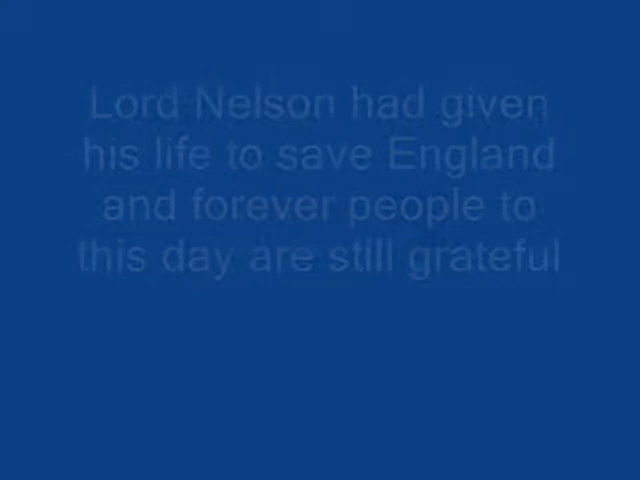 Lord Nelson had given
his life to save England
and forever people to
this day are still grateful